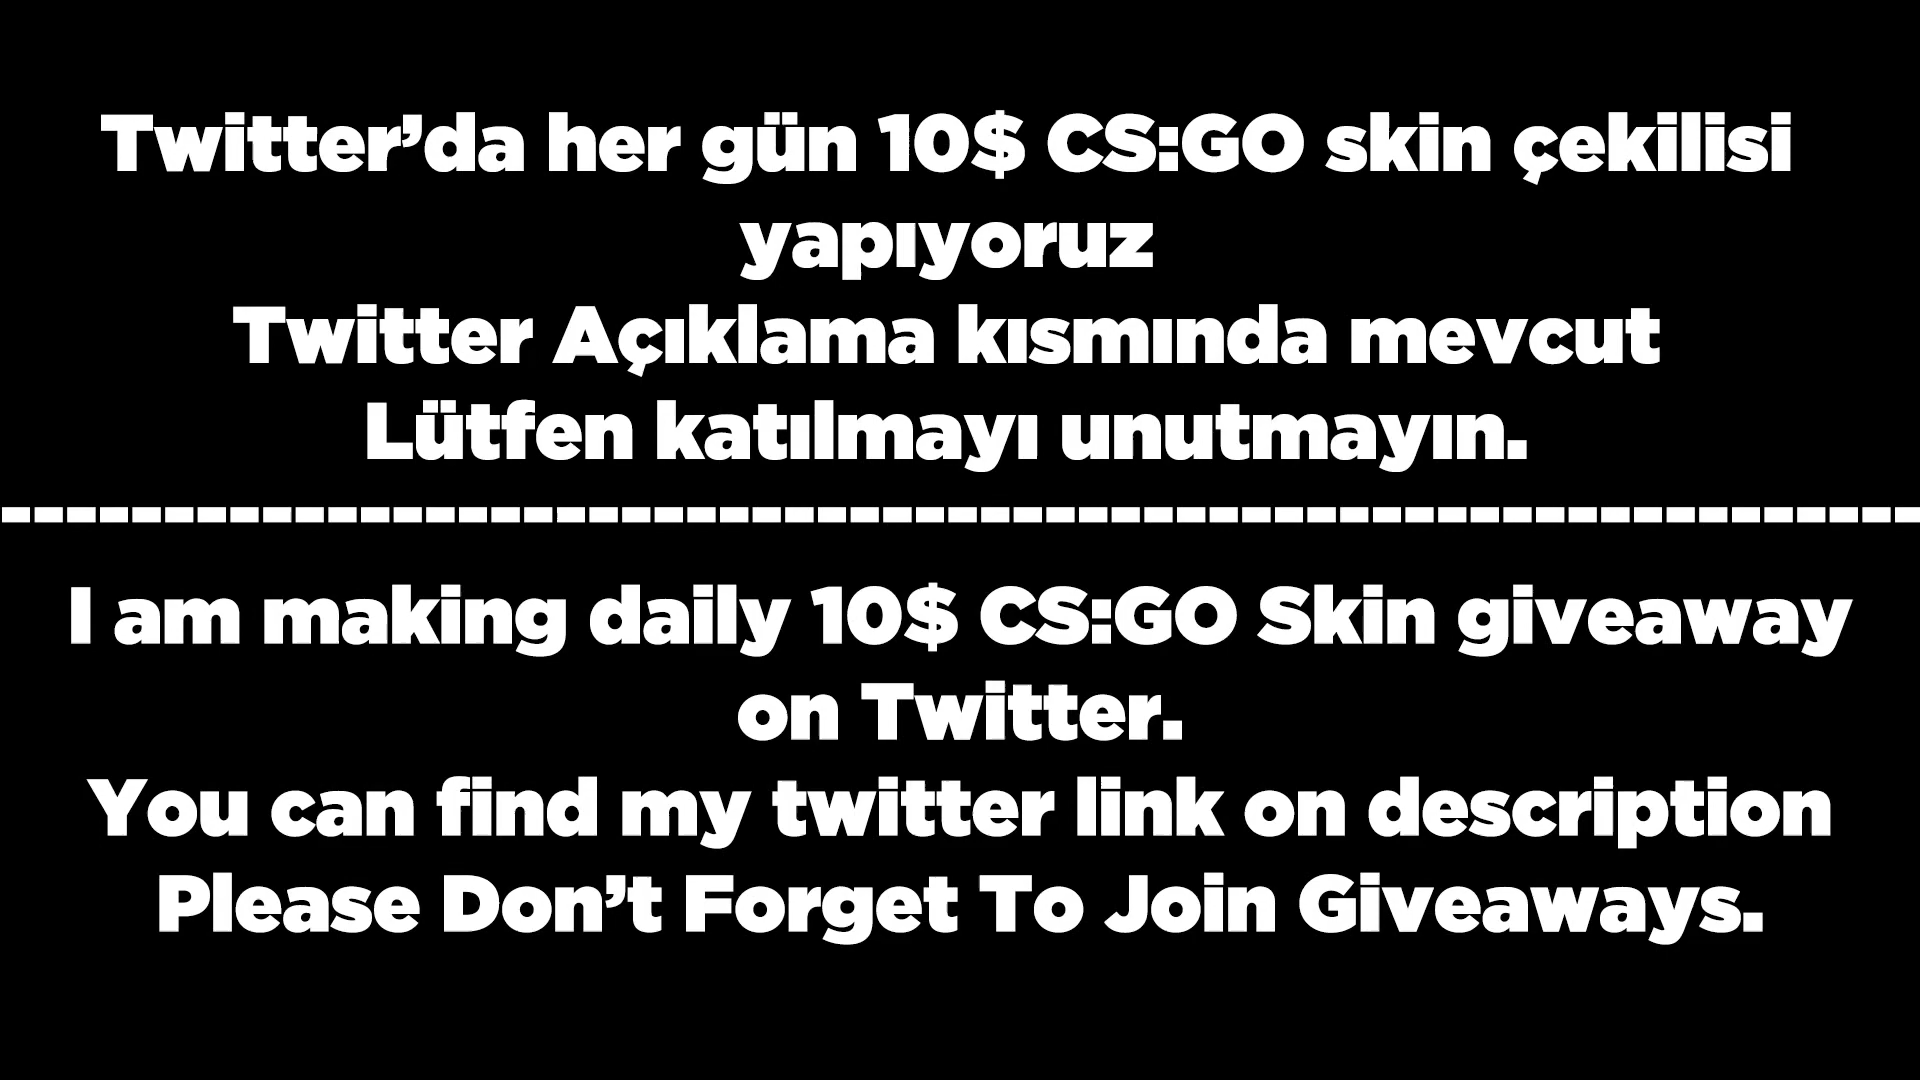 Twitter’da her gün 10$ CS:GO skin çekilisi
yapıyoruz
Twitter Açıklama kısmında mevcut
Lütfen katılmayı unutmayın.
I am making daily 10$ CS:GO Skin giveaway
on Twitter.
You can find my twitter link on description
Please Don’t Forget To Join Giveaways.